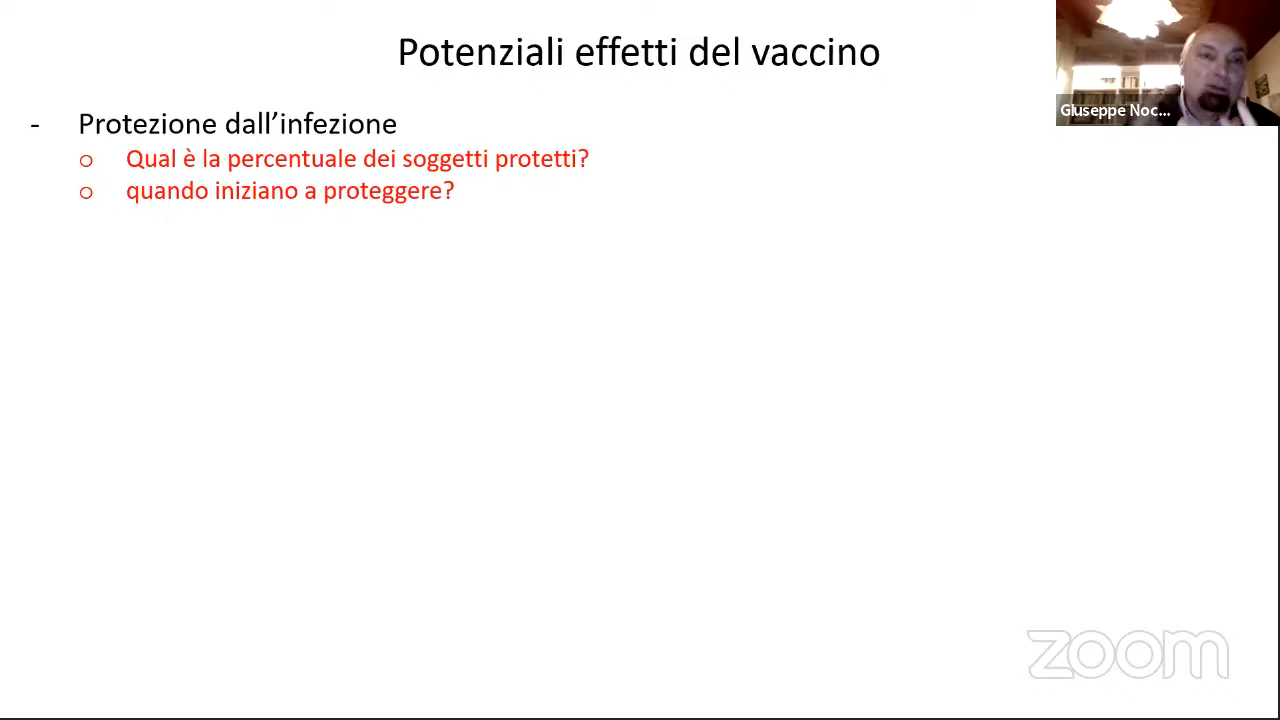 Potenziali effetti del vaccino
Giuseppe Noc...
- Protezione dall’infezione
o Qual è la percentuale dei soggetti protetti?
o quando iniziano a proteggere?
zoom